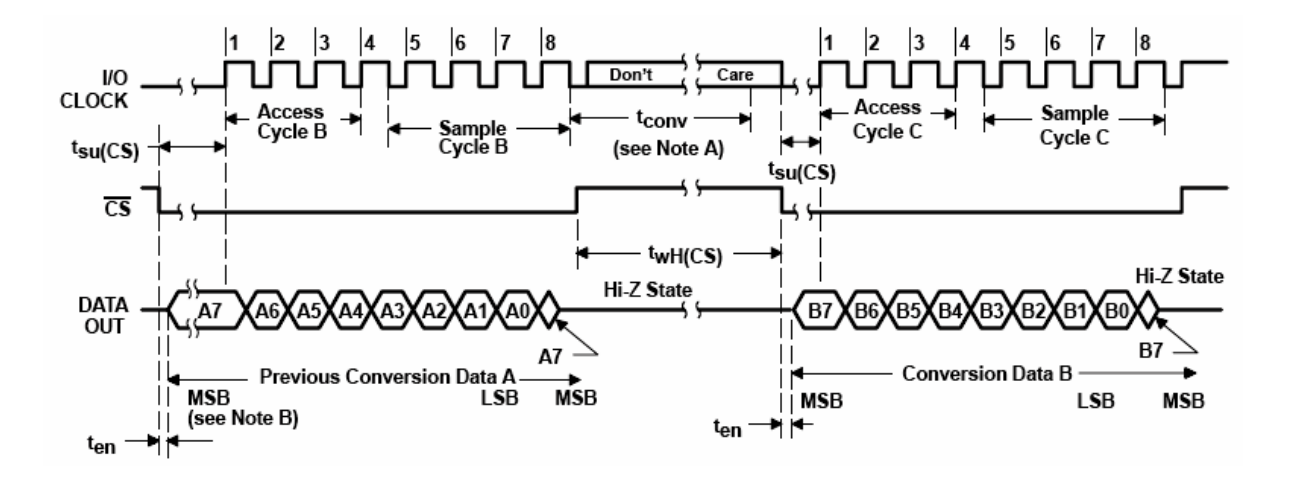 1 2 3 4 5 6 7 8 1 2 3 4 5 6 7 8
I/O
CLOCK
Don't Care
Access
Cycle B
Sample
Cycle B
tconv
(see Note A)
Access
Cycle C
Sample
Cycle C
tsu(CS)
tsu(CS)
CS
twH(CS)
Hi-Z State
Hi-Z State
DATA
OUT
A7 A6 A5 A4 A3 A2 A1 A0
B7 B6 B5 B4 B3 B2 B1 B0
A7
B7
Previous Conversion Data A
Conversion Data B
MSB
(see Note B)
LSB
MSB
MSB
LSB
MSB
ten
ten